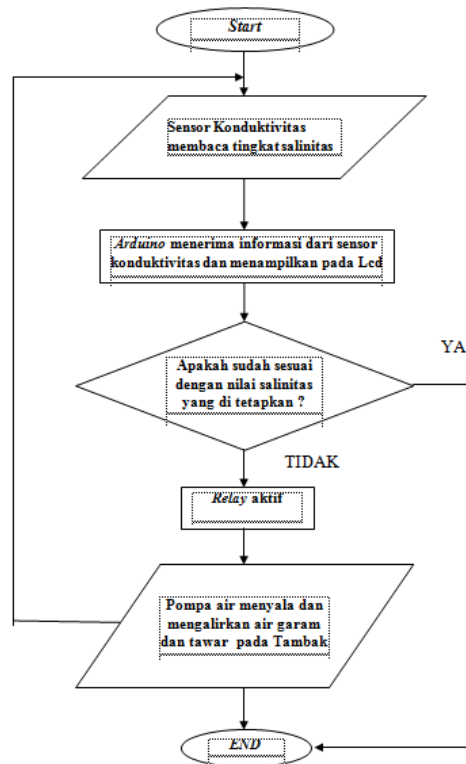 Start
Sensor Konduktivitas
membaca tingkat salinitas
Arduino menerima informasi dari sensor
konduktivitas dan menampilkan pada Lcd
YA
Apakah sudah sesuai
dengan nilai salinitas
yang di tetapkan ?
TIDAK
Relay aktif
Pompa air menyala dan
mengalirkan air garam
dan tawar pada Tambak
END